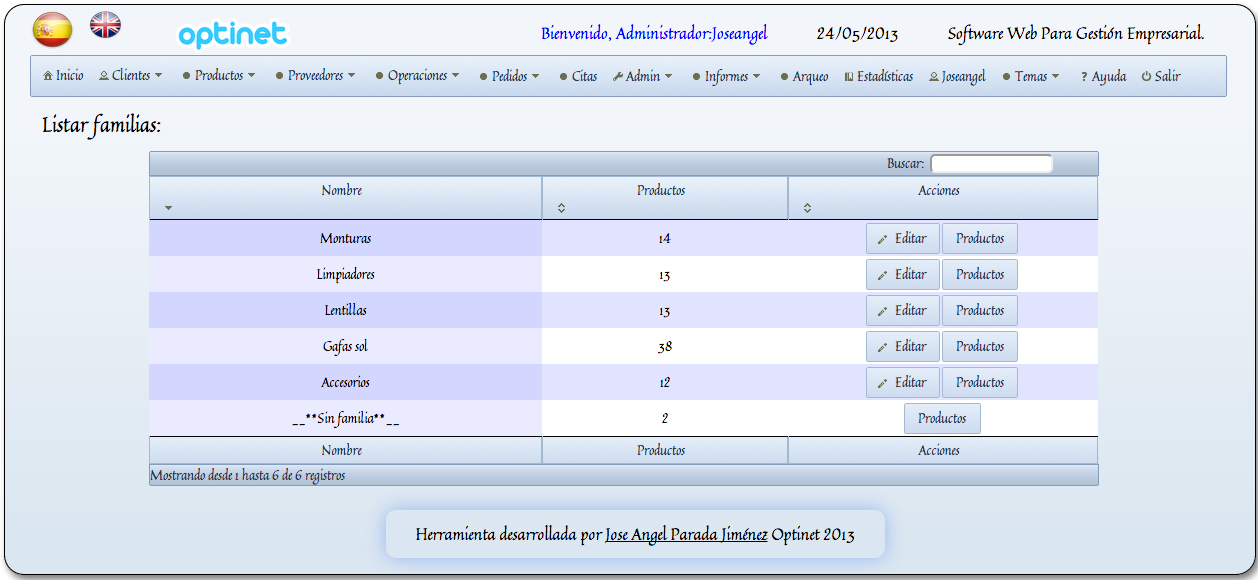 optinet Bienvenido, Administrador:Joseangel 24/05/2013 Software Web Para Gestión Empresarial.
Inicio Clientes Productos Proveedores Operaciones Pedidos Citas Admin Informes Arqueo Estadísticas Joseangel Temas ? Ayuda Salir
Listar familias:
Buscar:
Nombre Productos Acciones
Monturas 14 Editar Productos
Limpiadores 13 Editar Productos
Lentillas 13 Editar Productos
Gafas sol 38 Editar Productos
Accesorios 12 Editar Productos
__**Sin familia**__ 2 Productos
Nombre Productos Acciones
Mostrando desde 1 hasta 6 de 6 registros
Herramienta desarrollada por Jose Angel Parada Jiménez Optinet 2013